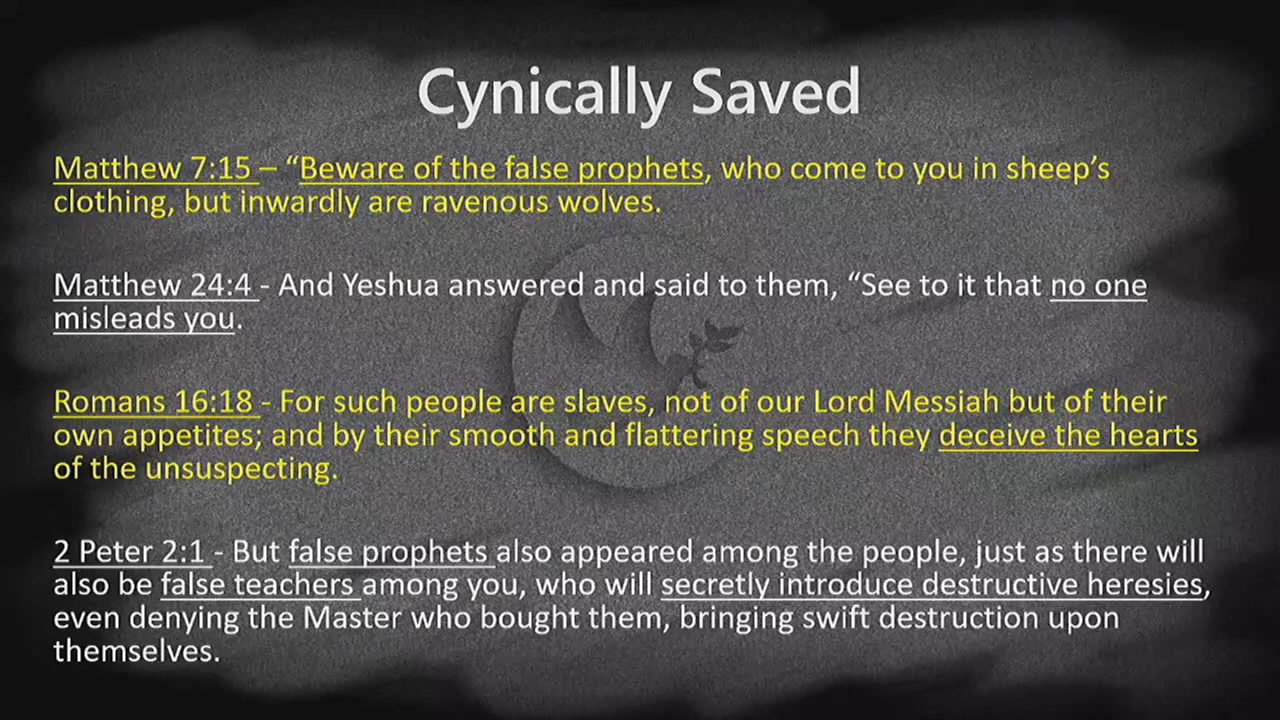 Cynically Saved
Matthew 7:15 – “Beware of the false prophets, who come to you in sheep’s
clothing, but inwardly are ravenous wolves.
Matthew 24:4 - And Yeshua answered and said to them, “See to it that no one
misleads you.
Romans 16:18 - For such people are slaves, not of our Lord Messiah but of their
own appetites; and by their smooth and flattering speech they deceive the hearts
of the unsuspecting.
2 Peter 2:1 - But false prophets also appeared among the people, just as there will
also be false teachers among you, who will secretly introduce destructive heresies,
even denying the Master who bought them, bringing swift destruction upon
themselves.